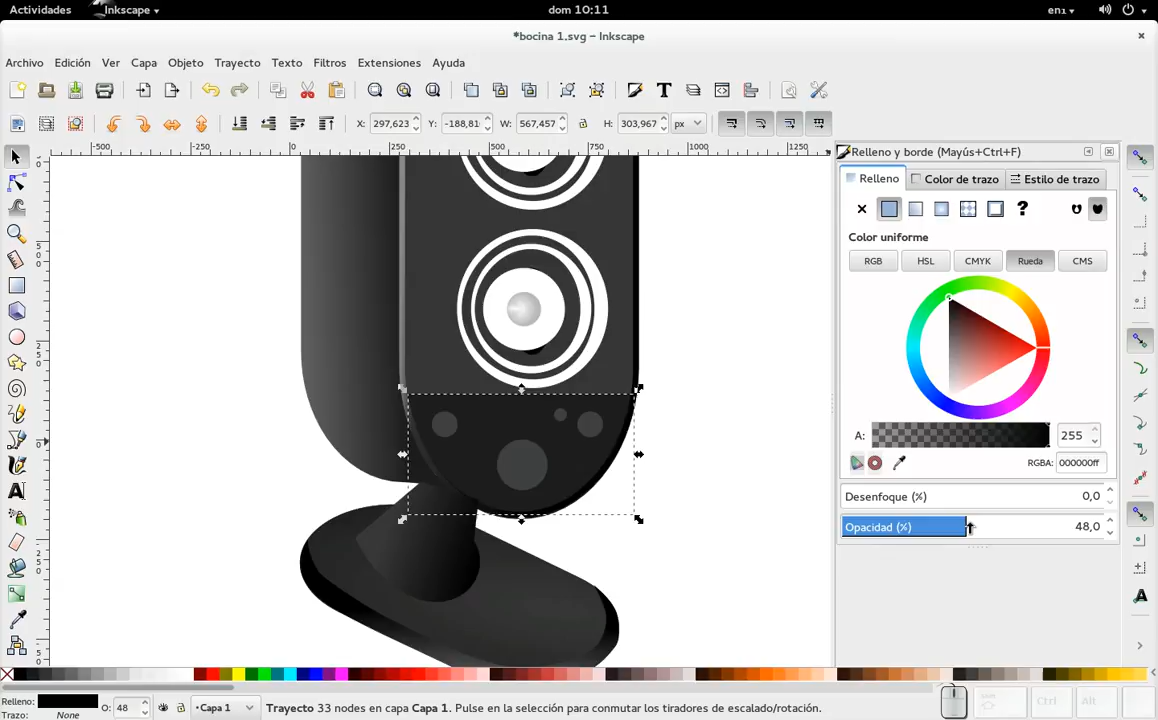 Actividades Inkscape dom 10:11 en1
*bocina 1.svg – Inkscape
Archivo Edición Ver Capa Objeto Trayecto Texto Filtros Extensiones Ayuda
X: 297,623 Y: -188,81 W: 567,457 H: 303,967 px
-500 -250 0 250 500 750 1000 1250
Relleno y borde (Mayús+Ctrl+F)
Relleno Color de trazo Estilo de trazo
Color uniforme
RGB HSL CMYK Rueda CMS
A: 255
RGBA: 000000ff
Desenfoque (%) 0,0
Opacidad (%) 48,0
Relleno: O: 48 Capa 1 Trayecto 33 nodes en capa Capa 1. Pulse en la selección para conmutar los tiradores de escalado/rotación.
Trazo: None
Ctrl Alt